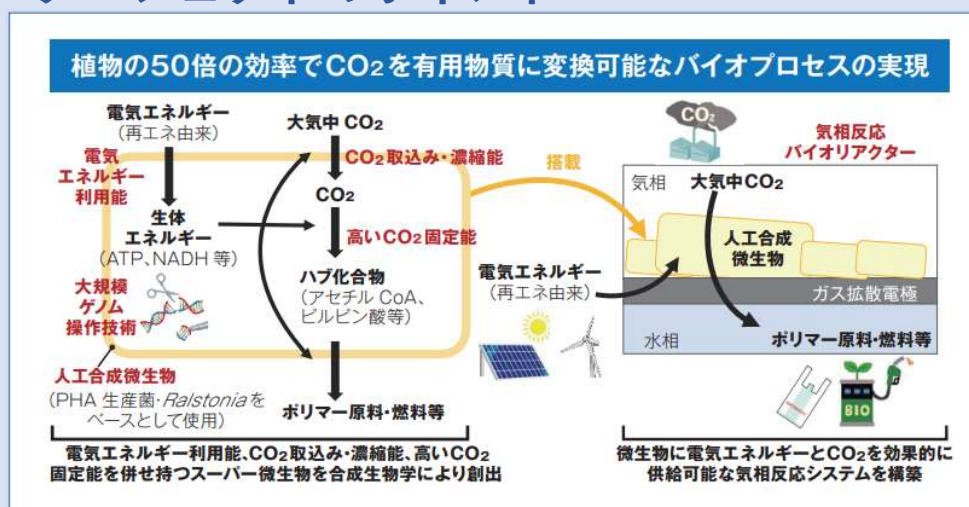 植物の50倍の効率でCO₂を有用物質に変換可能なバイオプロセスの実現
電気エネルギー
(再エネ由来)
電気
エネルギー
利用能
生体
エネルギー
(ATP、NADH 等)
大規模
ゲノム
操作技術
人工合成微生物
(PHA 生産菌・Ralstoniaを
ベースとして使用)
大気中 CO₂
CO₂取込み・濃縮能
CO₂
高いCO₂固定能
ハブ化合物
(アセチル CoA、
ピルビン酸等)
ポリマー原料・燃料等
電気エネルギー利用能、CO₂取込み・濃縮能、高いCO₂
固定能を併せ持つスーパー微生物を合成生物学により創出
搭載
電気エネルギー
(再エネ由来)
CO₂
気相反応
バイオリアクター
気相
大気中CO₂
人工合成
微生物
ガス拡散電極
水相
ポリマー原料・燃料等
BIO
微生物に電気エネルギーとCO₂を効果的に
供給可能な気相反応システムを構築